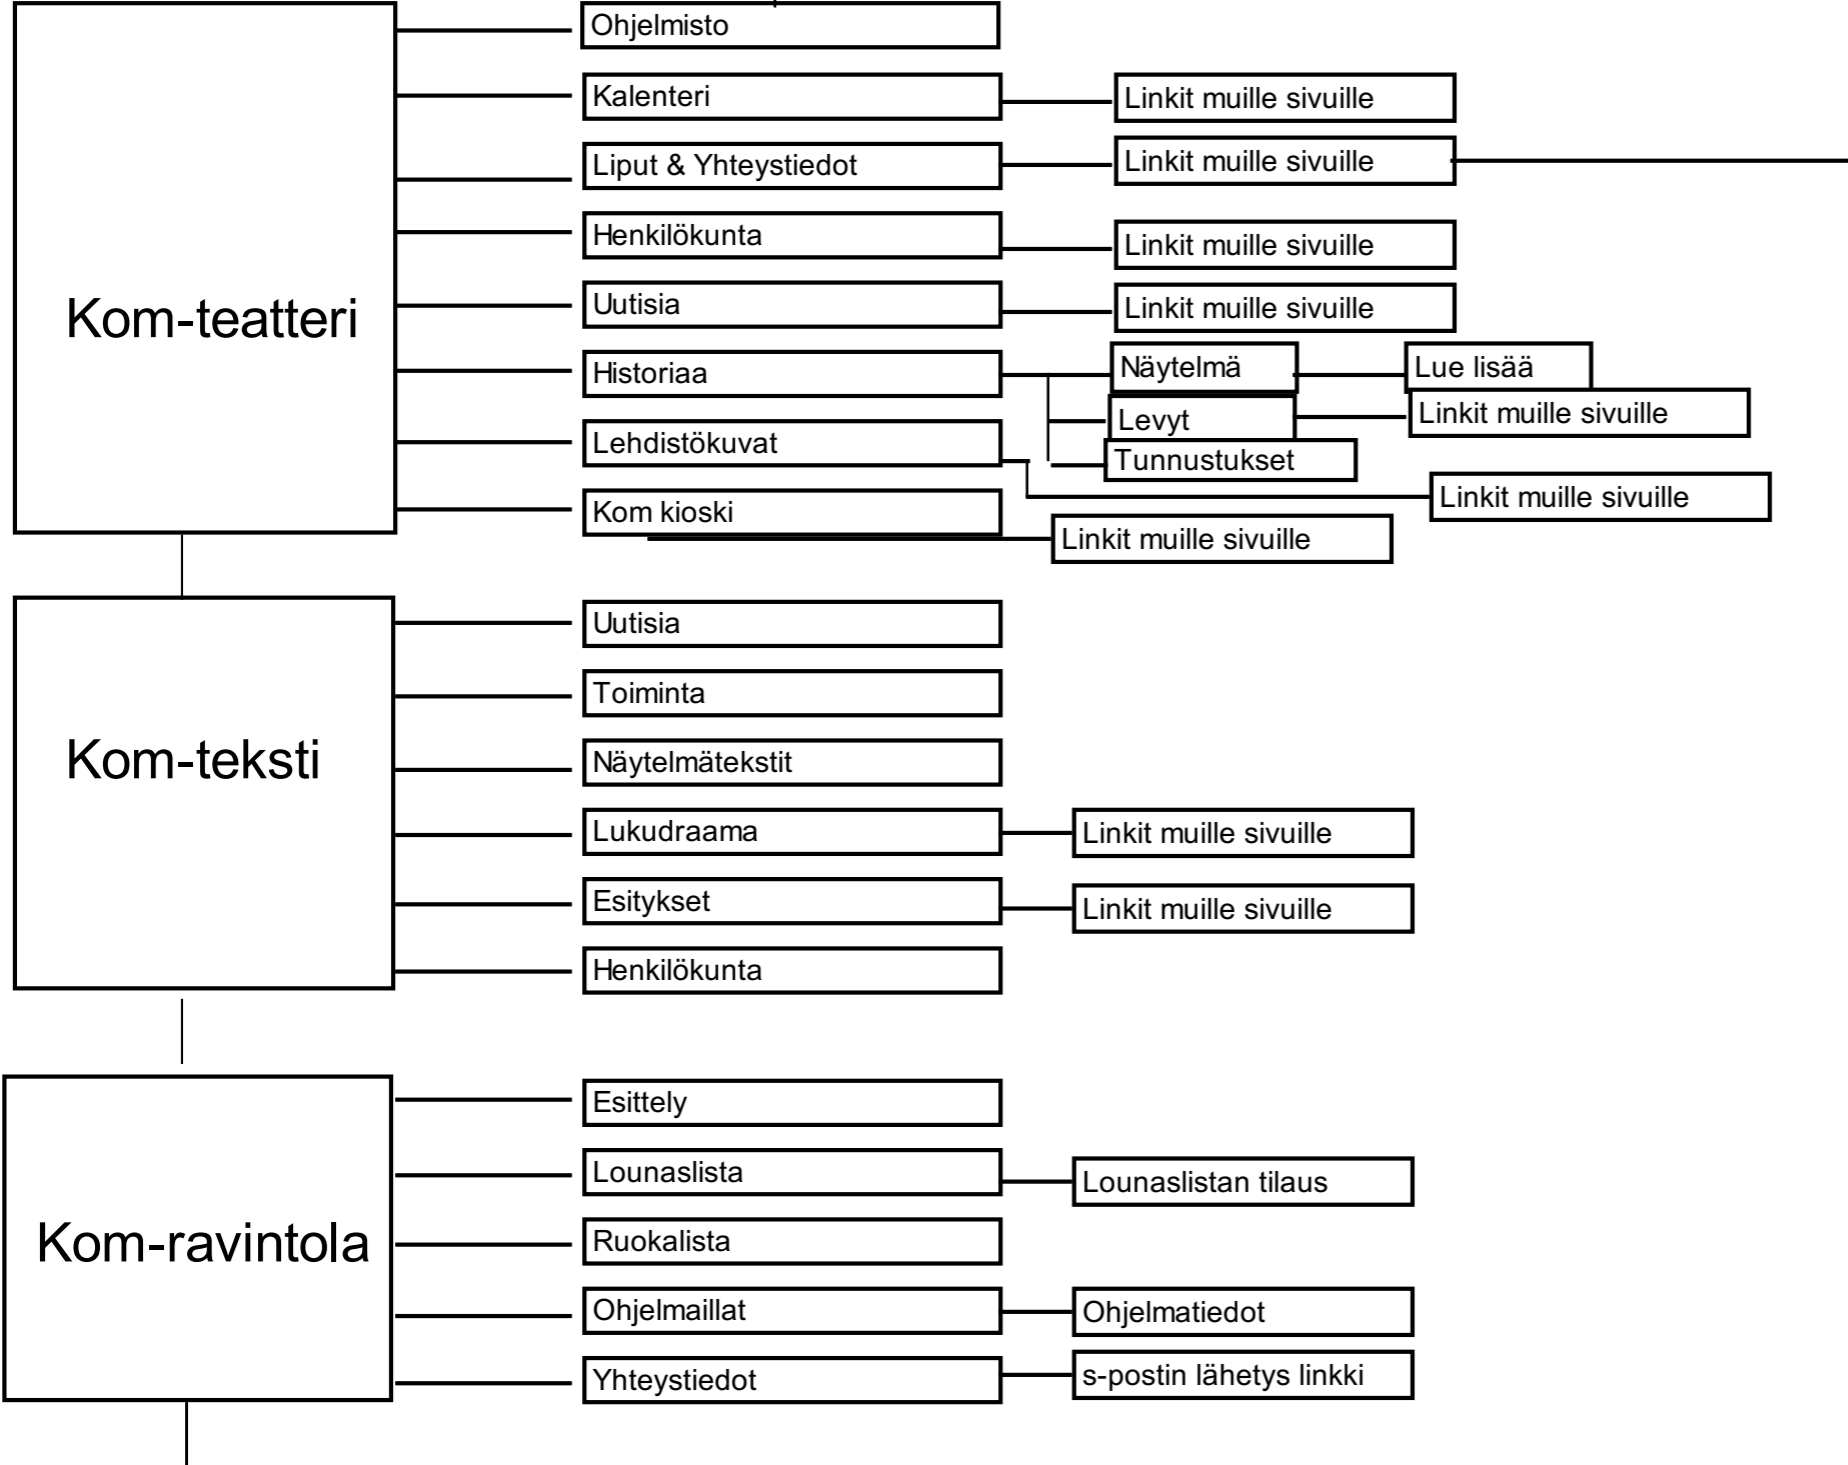 Kom-teatteri
Ohjelmisto
Kalenteri
Linkit muille sivuille
Liput & Yhteystiedot
Linkit muille sivuille
Henkilökunta
Linkit muille sivuille
Uutisia
Linkit muille sivuille
Historiaa
Näytelmä
Lue lisää
Levyt
Linkit muille sivuille
Tunnustukset
Lehdistökuvat
Linkit muille sivuille
Kom kioski
Linkit muille sivuille
Kom-teksti
Uutisia
Toiminta
Näytelmätekstit
Lukudraama
Linkit muille sivuille
Esitykset
Linkit muille sivuille
Henkilökunta
Kom-ravintola
Esittely
Lounaslista
Lounaslistan tilaus
Ruokalista
Ohjelmaillat
Ohjelmatiedot
Yhteystiedot
s-postin lähetys linkki